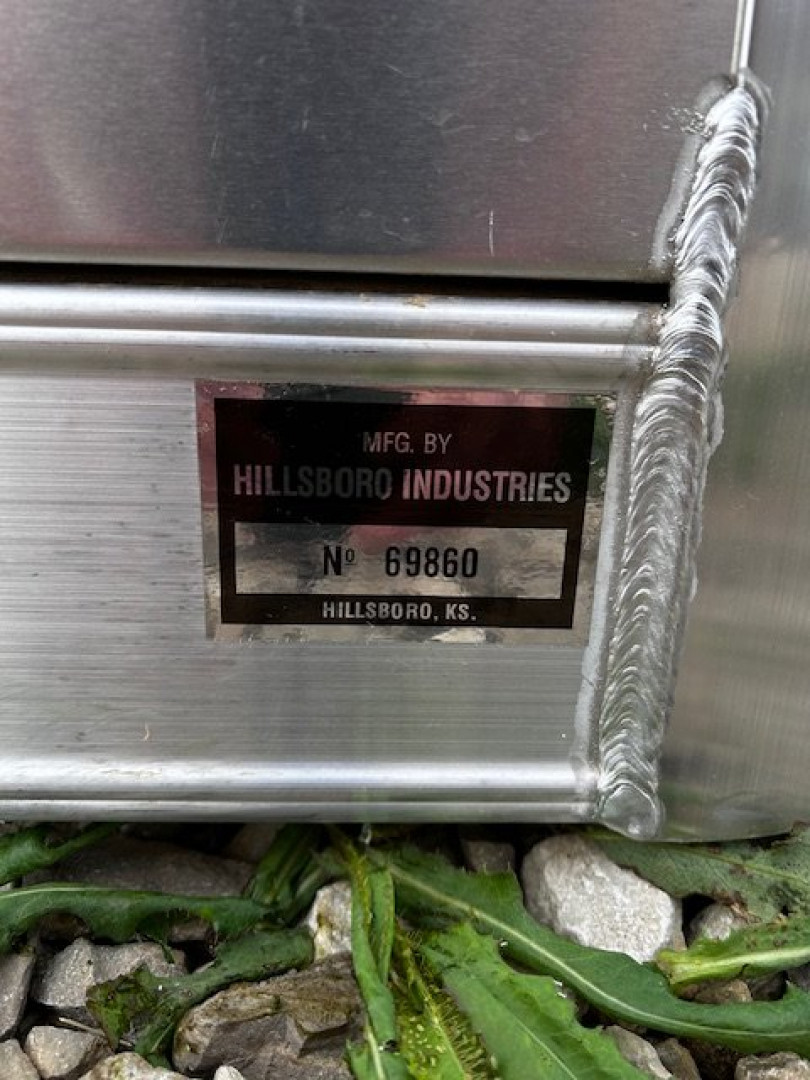 MFG. BY
HILLSBORO INDUSTRIES
Nº 69860
HILLSBORO, KS.